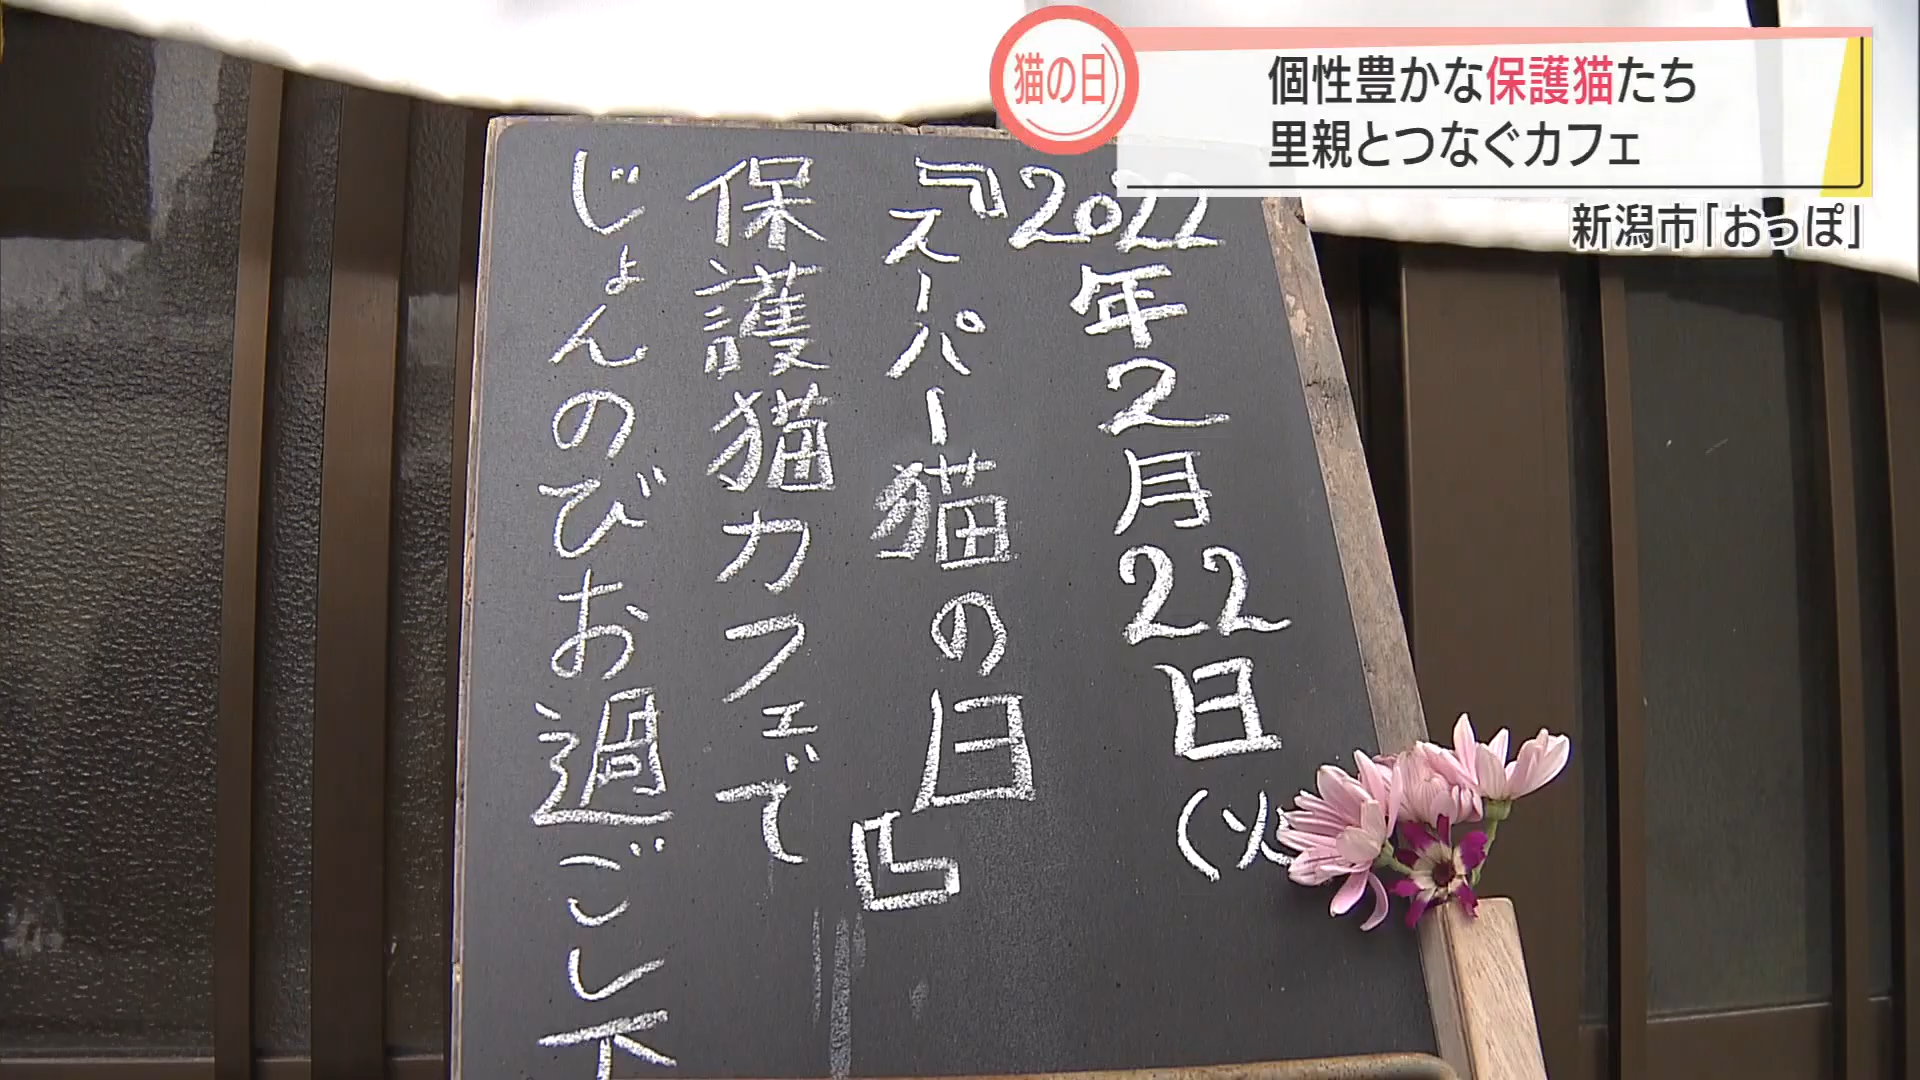 猫の日
個性豊かな保護猫たち
里親とつなぐカフェ
新潟市「おっぽ」
2022年2月22日(火
『スーパー猫の日』
保護猫カフェで
じょんのびお過ごし下